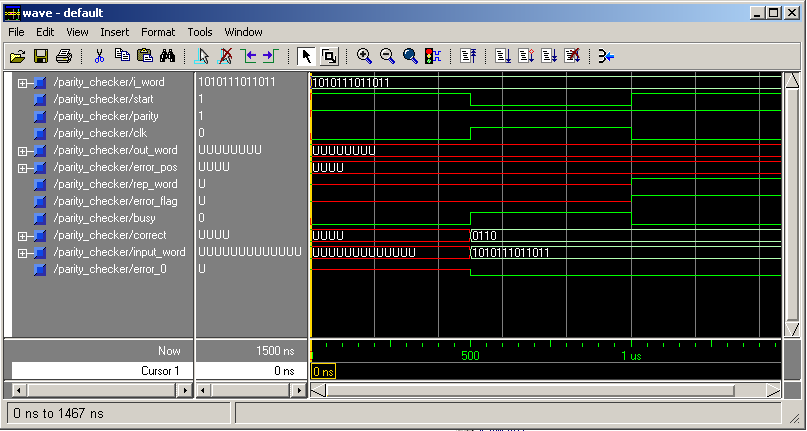 wave - default
File Edit View Insert Format Tools Window
/parity_checker/i_word 1010111011011 1010111011011
/parity_checker/start 1
/parity_checker/parity 1
/parity_checker/clk 0
/parity_checker/out_word UUUUUUUU UUUUUUUU
/parity_checker/error_pos UUUU UUUU
/parity_checker/rep_word U
/parity_checker/error_flag U
/parity_checker/busy 0
/parity_checker/correct UUUU UUUU 0110
/parity_checker/input_word UUUUUUUUUUUUU UUUUUUUUUUUUU 1010111011011
/parity_checker/error_0 U
Now 1500 ns 500 1 us
Cursor 1 0 ns 0 ns
0 ns to 1467 ns